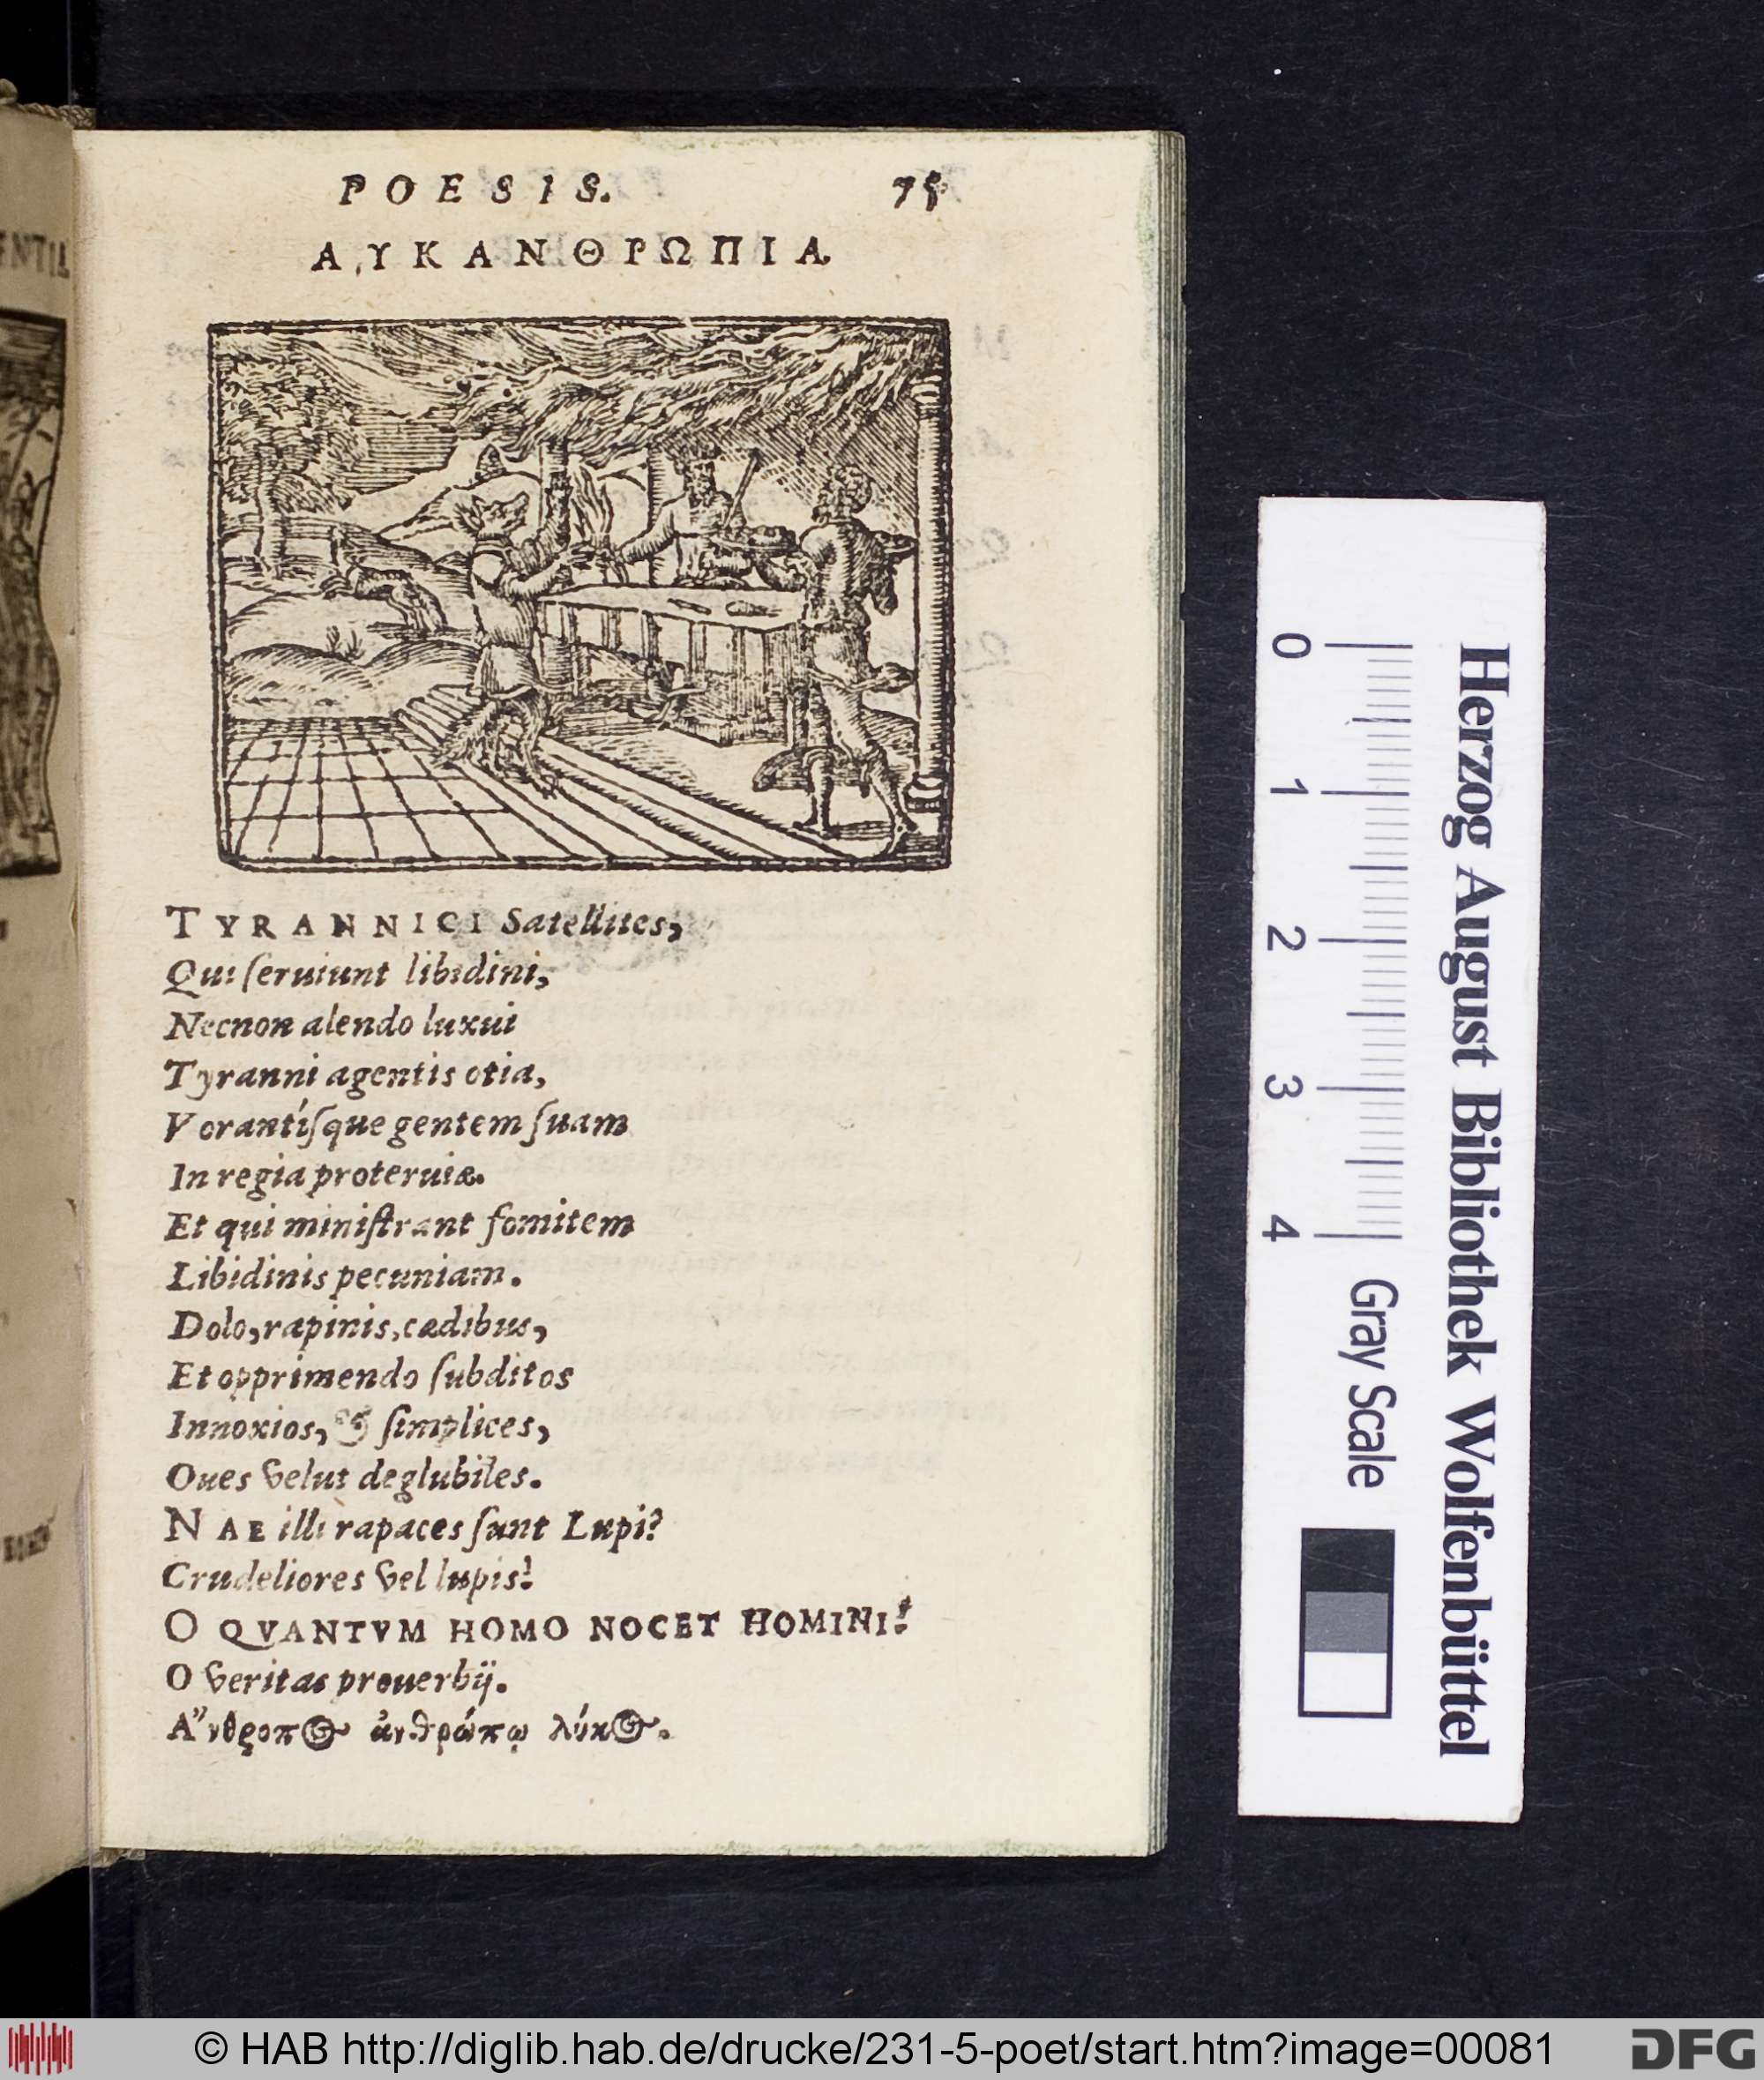 POESIS. 75
ΛΥΚΑΝΘΡΩΠΙΑ.
TYRANNICI Satellites,
Qui ſeruiunt libidini,
Necnon alendo luxui
Tyranni agentis otia,
Vorantíſque gentem ſuam
In regia proteruiæ.
Et qui miniſtrant fomitem
Libidinis pecuniam.
Dolo, rapinis, cædibus,
Et opprimendo ſubditos
Innoxios, & ſimplices,
Oues velut deglubiles.
NAE illi rapaces ſunt Lupi?
Crudeliores vel lupis!
O QVANTVM HOMO NOCET HOMINI!
O veritas prouerbij.
Α῎νθροπος ἀνθρώπῳ λύκος.
Herzog August Bibliothek Wolfenbüttel
0 1 2 3 4 Gray Scale
© HAB http://diglib.hab.de/drucke/231-5-poet/start.htm?image=00081
DFG